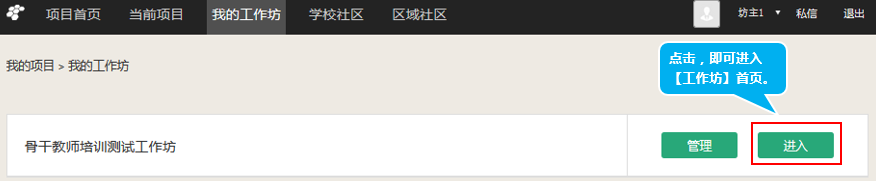 项目首页 当前项目 我的工作坊 学校社区 区域社区 坊主1 ▼ 私信 退出
我的项目 > 我的工作坊
点击，即可进入
【工作坊】首页。
骨干教师培训测试工作坊 管理 进入